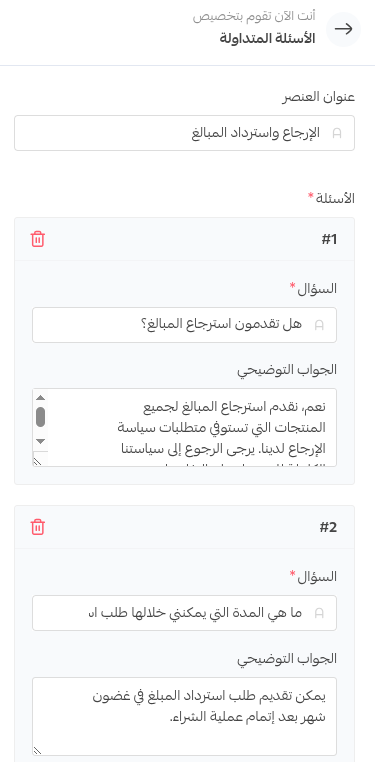 أنت الآن تقوم بتخصيص
الأسئلة المتداولة
عنوان العنصر
الإرجاع واسترداد المبالغ
الأسئلة *
#1
السؤال *
هل تقدمون استرجاع المبالغ؟
الجواب التوضيحي
نعم، نقدم استرجاع المبالغ لجميع
المنتجات التي تستوفي متطلبات سياسة
الإرجاع لدينا. يرجى الرجوع إلى سياستنا
#2
السؤال *
ما هي المدة التي يمكنني خلالها طلب
الجواب التوضيحي
يمكن تقديم طلب استرداد المبلغ في غضون
شهر بعد إتمام عملية الشراء.